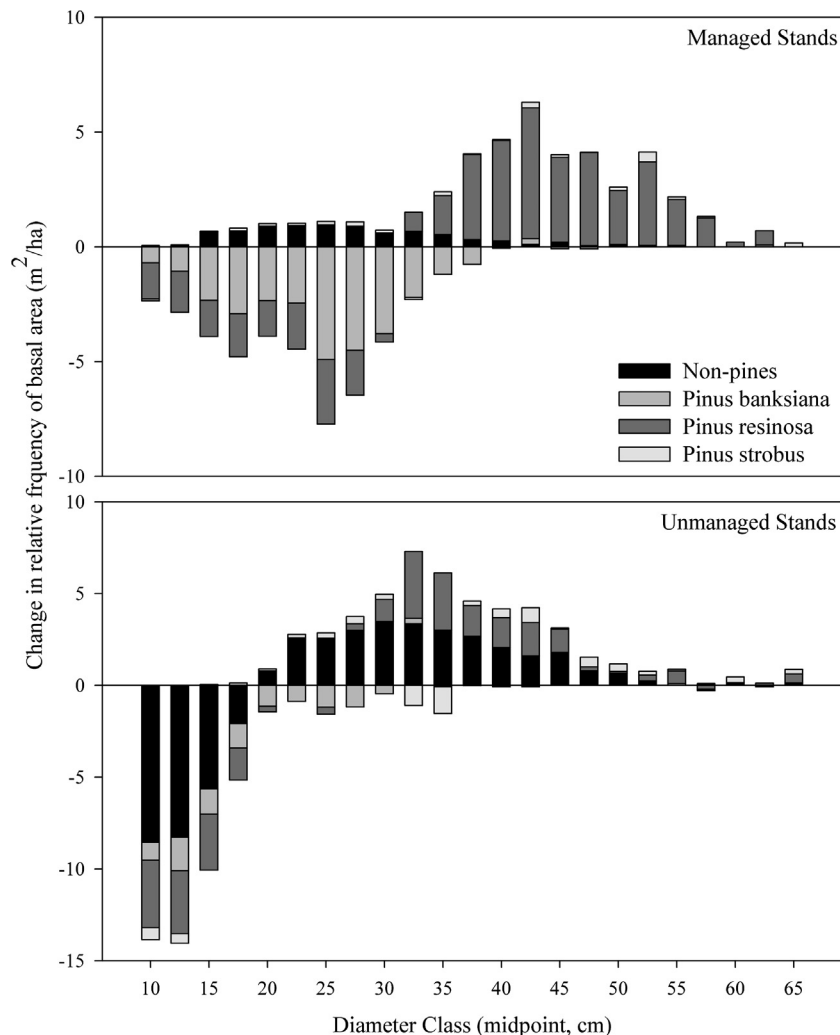 10
Managed Stands
5
0
-5
-10
Non-pines
Pinus banksiana
Pinus resinosa
Pinus strobus
Change in relative frquency of basal area (m²/ha)
10
Unmanaged Stands
5
0
-5
-10
-15
10 15 20 25 30 35 40 45 50 55 60 65
Diameter Class (midpoint, cm)